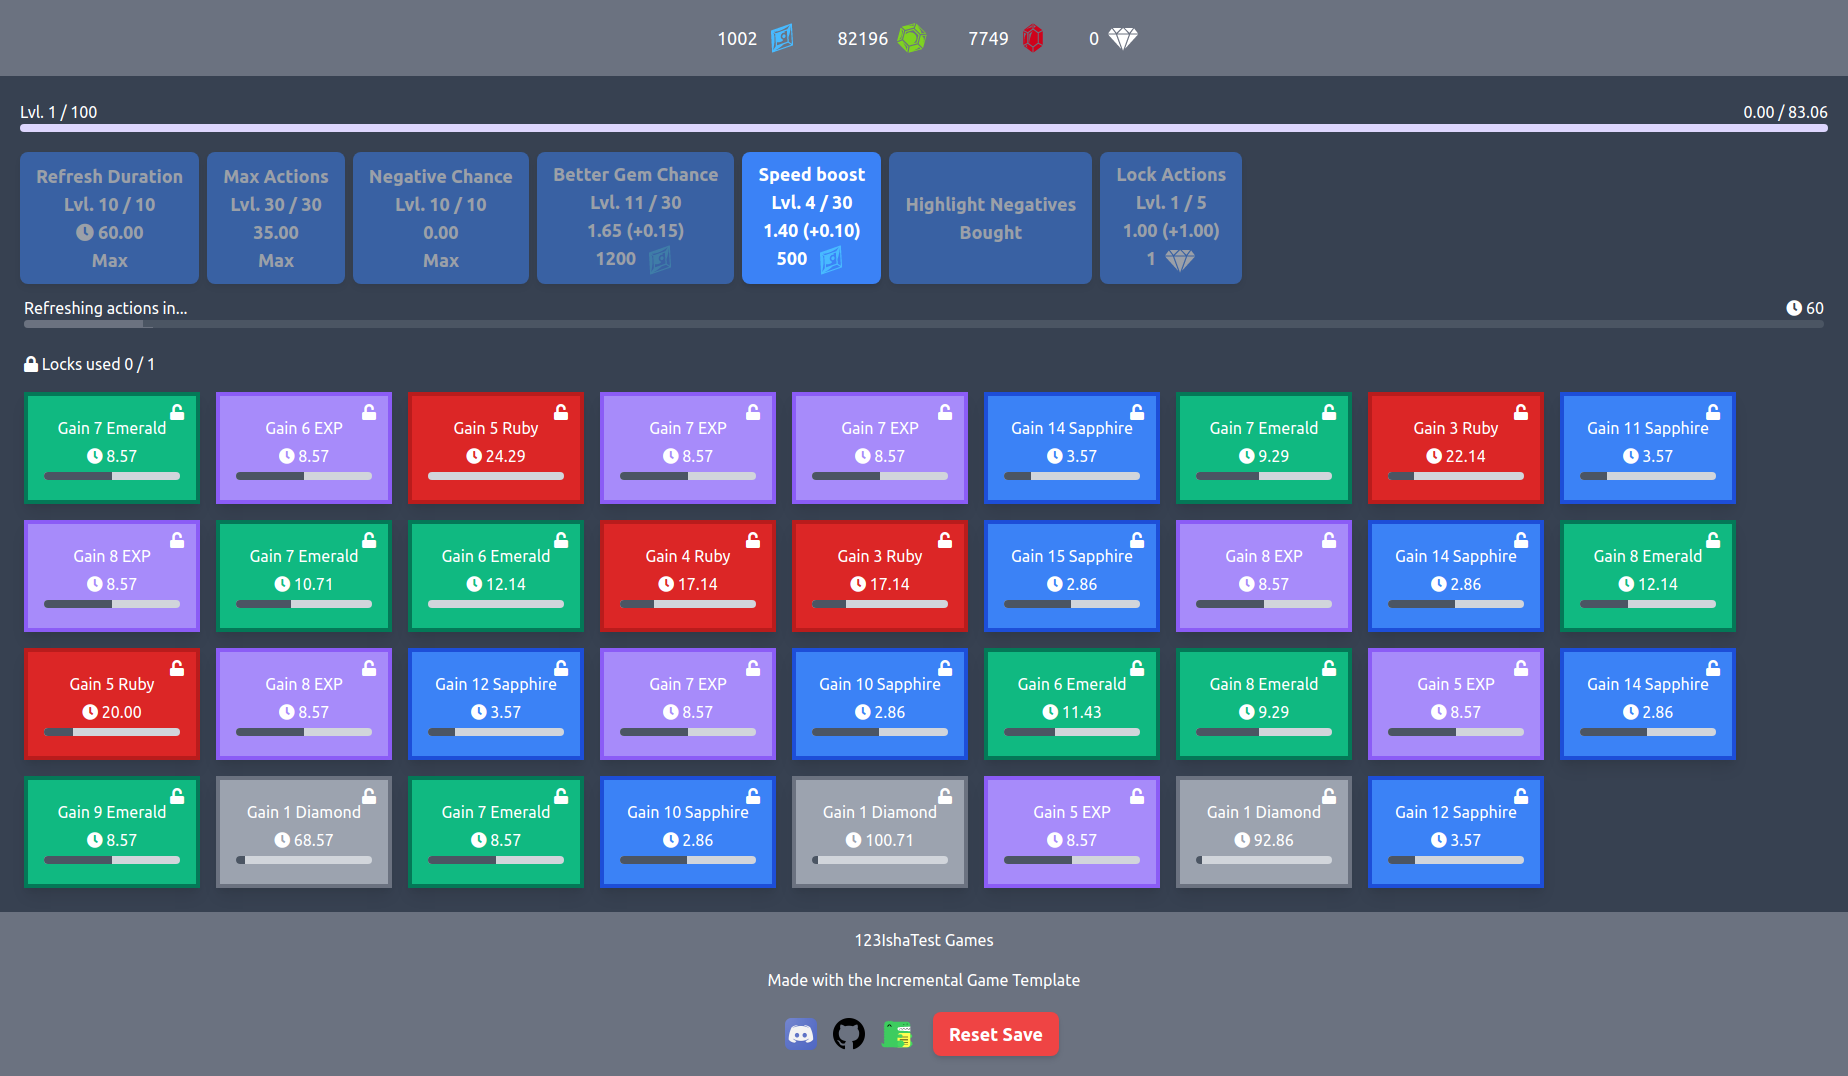 1002 82196 7749 0
Lvl. 1 / 100 0.00 / 83.06
Refresh Duration
Lvl. 10 / 10
60.00
Max
Max Actions
Lvl. 30 / 30
35.00
Max
Negative Chance
Lvl. 10 / 10
0.00
Max
Better Gem Chance
Lvl. 11 / 30
1.65 (+0.15)
1200
Speed boost
Lvl. 4 / 30
1.40 (+0.10)
500
Highlight Negatives
Bought
Lock Actions
Lvl. 1 / 5
1.00 (+1.00)
1
Refreshing actions in... 60
Locks used 0 / 1
Gain 7 Emerald
8.57
Gain 6 EXP
8.57
Gain 5 Ruby
24.29
Gain 7 EXP
8.57
Gain 7 EXP
8.57
Gain 14 Sapphire
3.57
Gain 7 Emerald
9.29
Gain 3 Ruby
22.14
Gain 11 Sapphire
3.57
Gain 8 EXP
8.57
Gain 7 Emerald
10.71
Gain 6 Emerald
12.14
Gain 4 Ruby
17.14
Gain 3 Ruby
17.14
Gain 15 Sapphire
2.86
Gain 8 EXP
8.57
Gain 14 Sapphire
2.86
Gain 8 Emerald
12.14
Gain 5 Ruby
20.00
Gain 8 EXP
8.57
Gain 12 Sapphire
3.57
Gain 7 EXP
8.57
Gain 10 Sapphire
2.86
Gain 6 Emerald
11.43
Gain 8 Emerald
9.29
Gain 5 EXP
8.57
Gain 14 Sapphire
2.86
Gain 9 Emerald
8.57
Gain 1 Diamond
68.57
Gain 7 Emerald
8.57
Gain 10 Sapphire
2.86
Gain 1 Diamond
100.71
Gain 5 EXP
8.57
Gain 1 Diamond
92.86
Gain 12 Sapphire
3.57
123IshaTest Games
Made with the Incremental Game Template
Reset Save